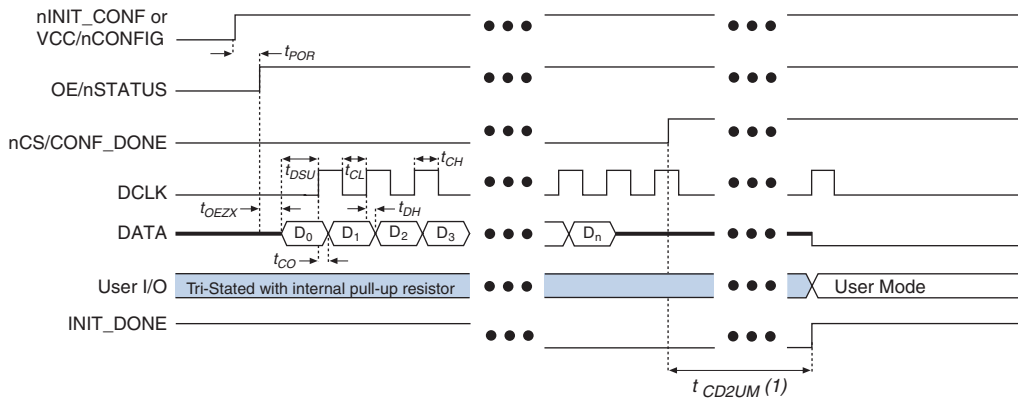 nINIT_CONF or
VCC/nCONFIG
tPOR
OE/nSTATUS
nCS/CONF_DONE
tDSU
tCL
tCH
DCLK
tOEZX
tDH
DATA
D0
D1
D2
D3
Dn
tCO
User I/O
Tri-Stated with internal pull-up resistor
User Mode
INIT_DONE
t CD2UM (1)